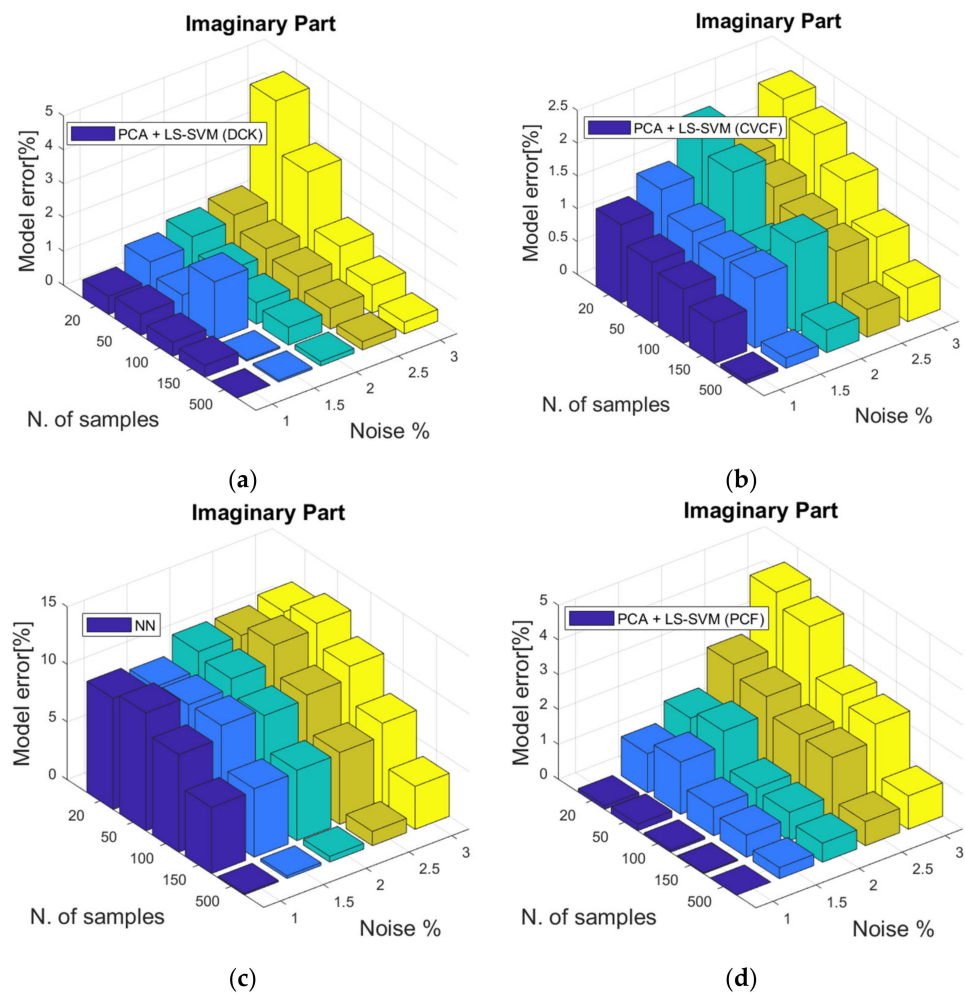 Imaginary Part
Model error[%]
5
4
3
2
1
0
PCA + LS-SVM (DCK)
20
50
100
150
500
N. of samples
1
1.5
2
2.5
3
Noise %
(a)
Imaginary Part
Model error[%]
2.5
2
1.5
1
0.5
0
PCA + LS-SVM (CVCF)
20
50
100
150
500
N. of samples
1
1.5
2
2.5
3
Noise %
(b)
Imaginary Part
Model error[%]
15
10
5
0
NN
20
50
100
150
500
N. of samples
1
1.5
2
2.5
3
Noise %
(c)
Imaginary Part
Model error[%]
5
4
3
2
1
0
PCA + LS-SVM (PCF)
20
50
100
150
500
N. of samples
1
1.5
2
2.5
3
Noise %
(d)